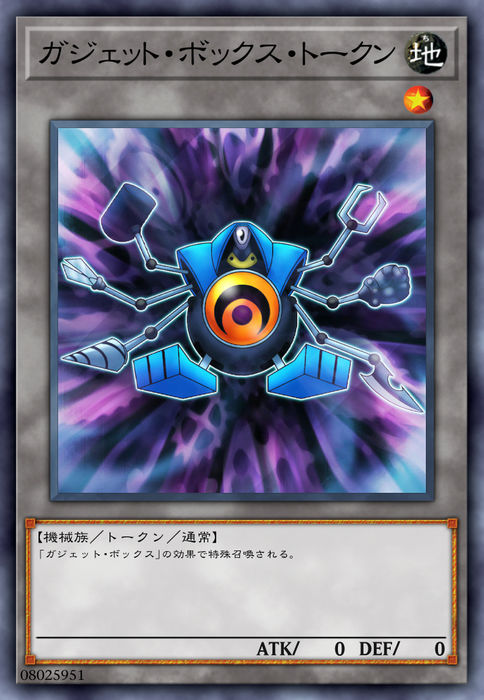 ガジェット・ボックス・トークン
地
ち
【機械族／トークン／通常】
「ガジェット・ボックス」の効果で特殊召喚される。
ATK/ 0 DEF/ 0
08025951